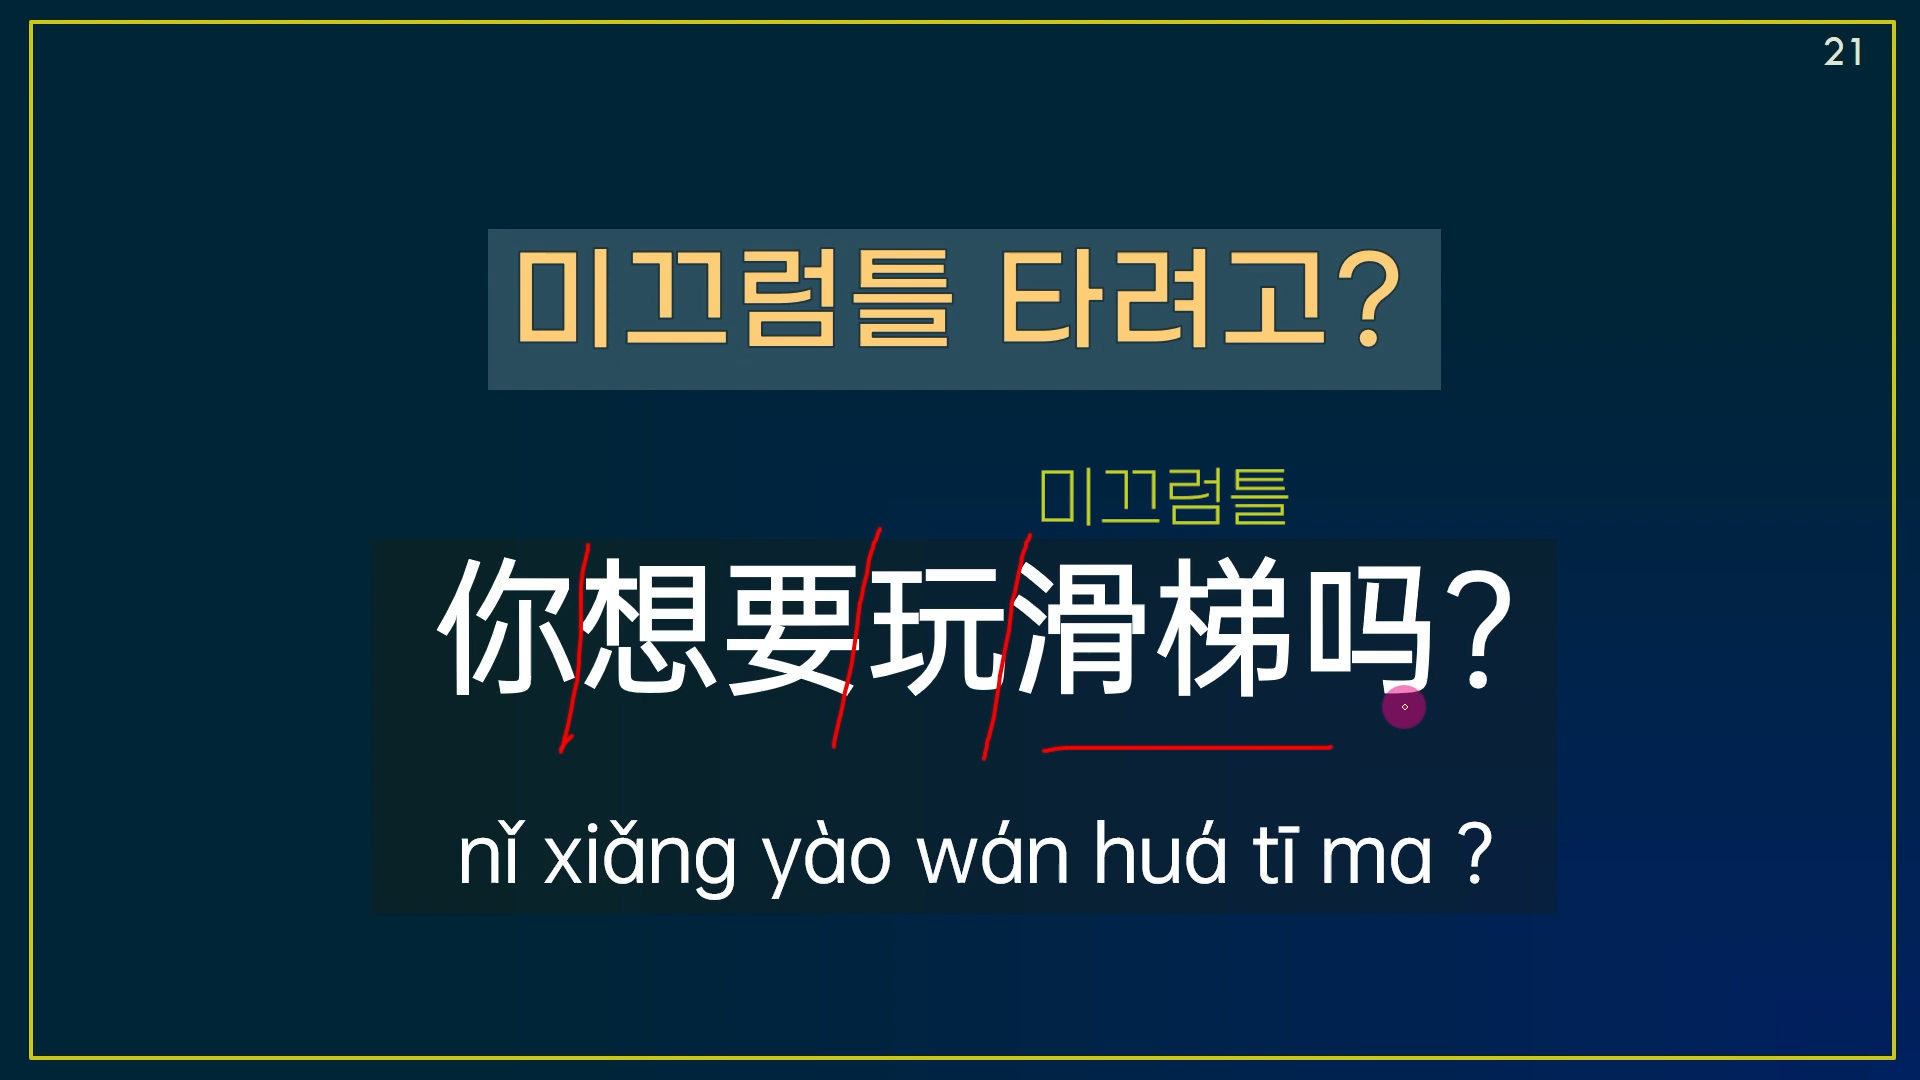 21
미끄럼틀 타려고?
미끄럼틀
你想要玩滑梯吗?
nǐ xiǎng yào wán huá tī ma ?